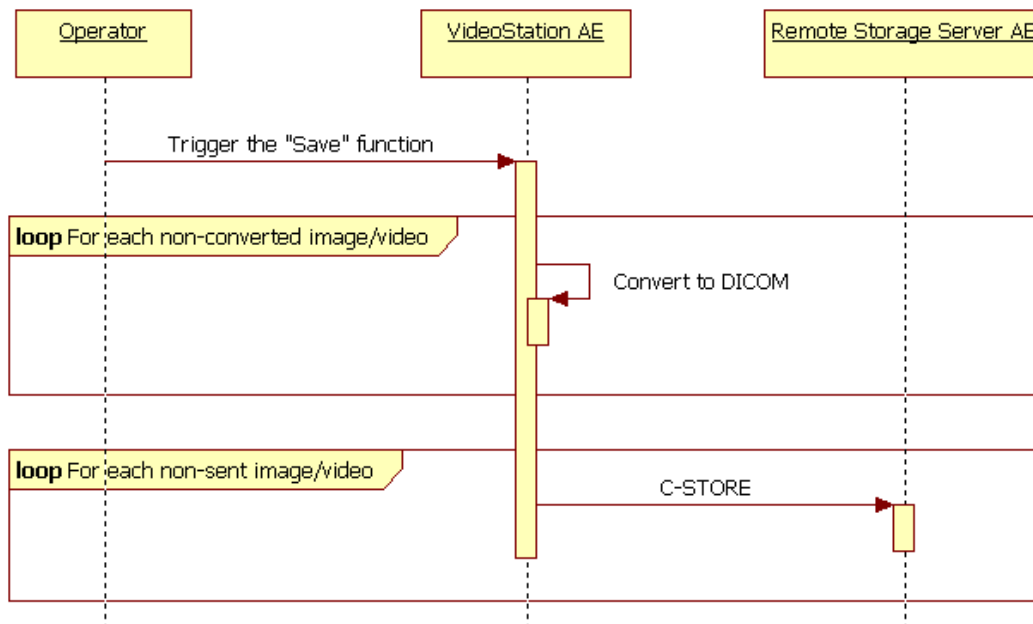 Operator
VideoStation AE
Remote Storage Server AE
Trigger the "Save" function
loop For each non-converted image/video
Convert to DICOM
loop For each non-sent image/video
C-STORE